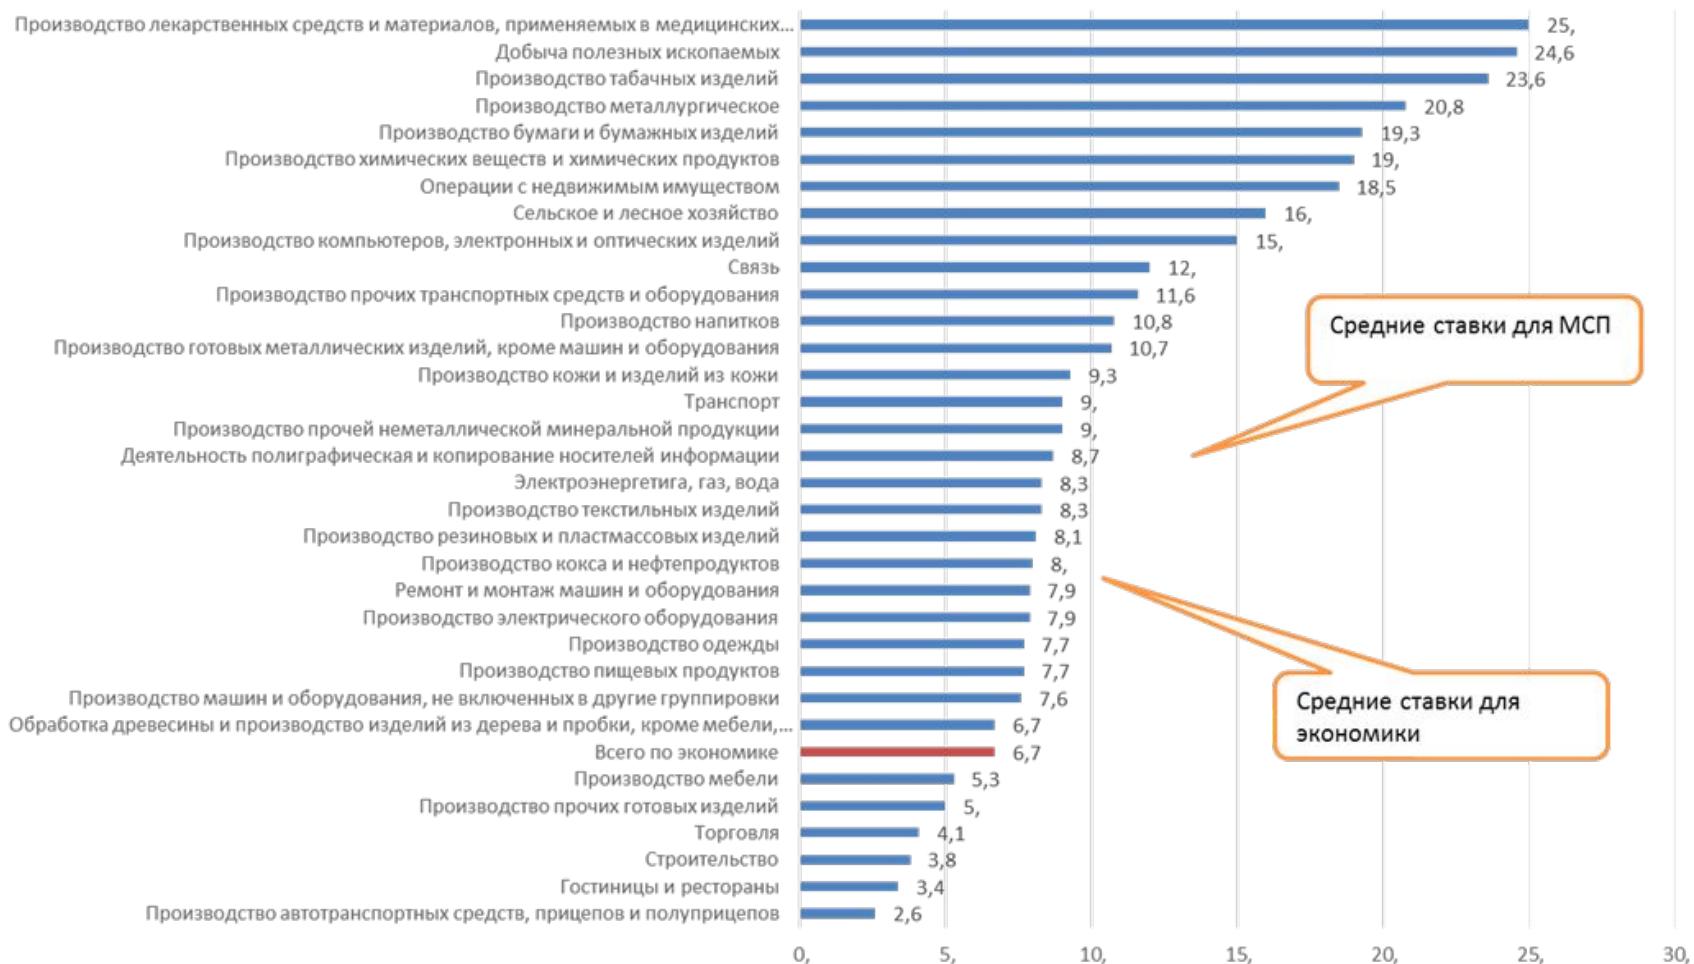 Производство лекарственных средств и материалов, применяемых в медицинских... 25,
Добыча полезных ископаемых 24,6
Производство табачных изделий 23,6
Производство металлургическое 20,8
Производство бумаги и бумажных изделий 19,3
Производство химических веществ и химических продуктов 19,
Операции с недвижимым имуществом 18,5
Сельское и лесное хозяйство 16,
Производство компьютеров, электронных и оптических изделий 15,
Связь 12,
Производство прочих транспортных средств и оборудования 11,6
Производство напитков 10,8
Производство готовых металлических изделий, кроме машин и оборудования 10,7
Производство кожи и изделий из кожи 9,3
Транспорт 9,
Производство прочей неметаллической минеральной продукции 9,
Деятельность полиграфическая и копирование носителей информации 8,7
Электроэнергетига, газ, вода 8,3
Производство текстильных изделий 8,3
Производство резиновых и пластмассовых изделий 8,1
Производство кокса и нефтепродуктов 8,
Ремонт и монтаж машин и оборудования 7,9
Производство электрического оборудования 7,9
Производство одежды 7,7
Производство пищевых продуктов 7,7
Производство машин и оборудования, не включенных в другие группировки 7,6
Обработка древесины и производство изделий из дерева и пробки, кроме мебели,... 6,7
Всего по экономике 6,7
Производство мебели 5,3
Производство прочих готовых изделий 5,
Торговля 4,1
Строительство 3,8
Гостиницы и рестораны 3,4
Производство автотранспортных средств, прицепов и полуприцепов 2,6
0, 5, 10, 15, 20, 25, 30,
Средние ставки для МСП
Средние ставки для
экономики